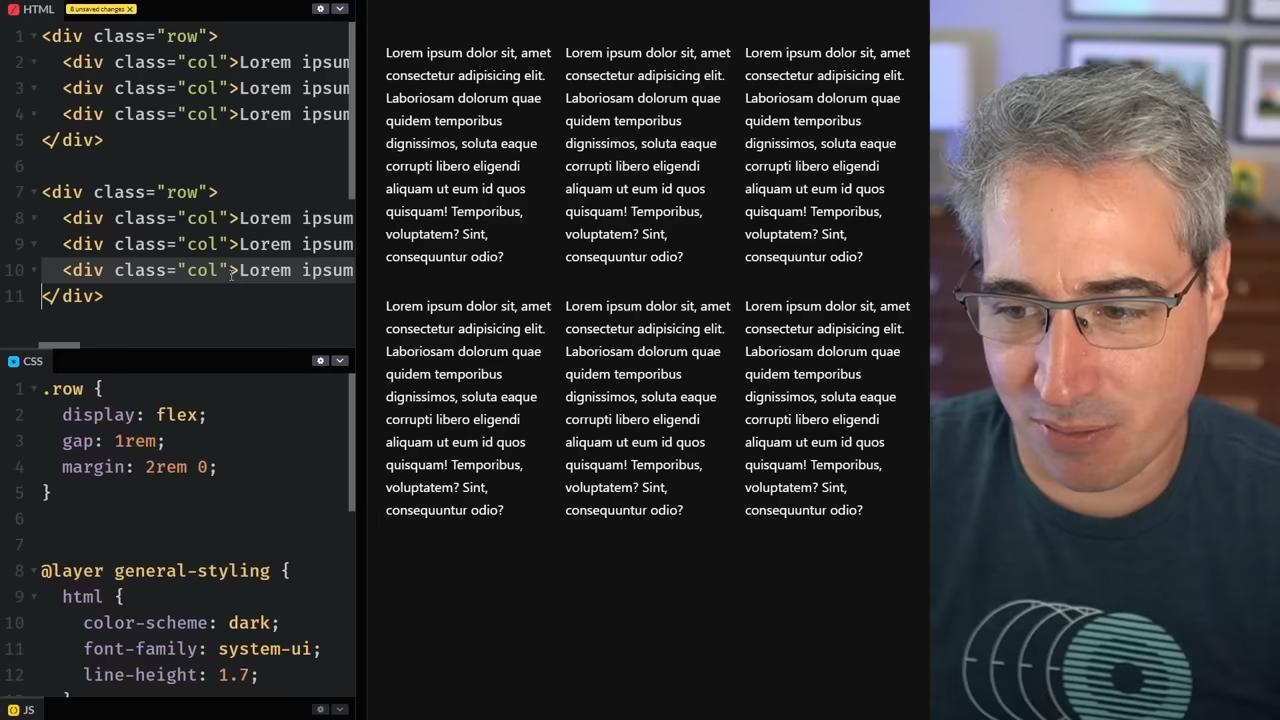 HTML
8 unsaved changes X
1 <div class="row">
2 <div class="col">Lorem ipsum
3 <div class="col">Lorem ipsum
4 <div class="col">Lorem ipsum
5 </div>
6
7 <div class="row">
8 <div class="col">Lorem ipsum
9 <div class="col">Lorem ipsum
10 <div class="col">Lorem ipsum
11 </div>
CSS
1 .row {
2 display: flex;
3 gap: 1rem;
4 margin: 2rem 0;
5 }
6
7
8 @layer general-styling {
9 html {
10 color-scheme: dark;
11 font-family: system-ui;
12 line-height: 1.7;
JS
Lorem ipsum dolor sit, amet
consectetur adipisicing elit.
Laboriosam dolorum quae
quidem temporibus
dignissimos, soluta eaque
corrupti libero eligendi
aliquam ut eum id quos
quisquam! Temporibus,
voluptatem? Sint,
consequuntur odio?
Lorem ipsum dolor sit, amet
consectetur adipisicing elit.
Laboriosam dolorum quae
quidem temporibus
dignissimos, soluta eaque
corrupti libero eligendi
aliquam ut eum id quos
quisquam! Temporibus,
voluptatem? Sint,
consequuntur odio?
Lorem ipsum dolor sit, amet
consectetur adipisicing elit.
Laboriosam dolorum quae
quidem temporibus
dignissimos, soluta eaque
corrupti libero eligendi
aliquam ut eum id quos
quisquam! Temporibus,
voluptatem? Sint,
consequuntur odio?
Lorem ipsum dolor sit, amet
consectetur adipisicing elit.
Laboriosam dolorum quae
quidem temporibus
dignissimos, soluta eaque
corrupti libero eligendi
aliquam ut eum id quos
quisquam! Temporibus,
voluptatem? Sint,
consequuntur odio?
Lorem ipsum dolor sit, amet
consectetur adipisicing elit.
Laboriosam dolorum quae
quidem temporibus
dignissimos, soluta eaque
corrupti libero eligendi
aliquam ut eum id quos
quisquam! Temporibus,
voluptatem? Sint,
consequuntur odio?
Lorem ipsum dolor sit, amet
consectetur adipisicing elit.
Laboriosam dolorum quae
quidem temporibus
dignissimos, soluta eaque
corrupti libero eligendi
aliquam ut eum id quos
quisquam! Temporibus,
voluptatem? Sint,
consequuntur odio?